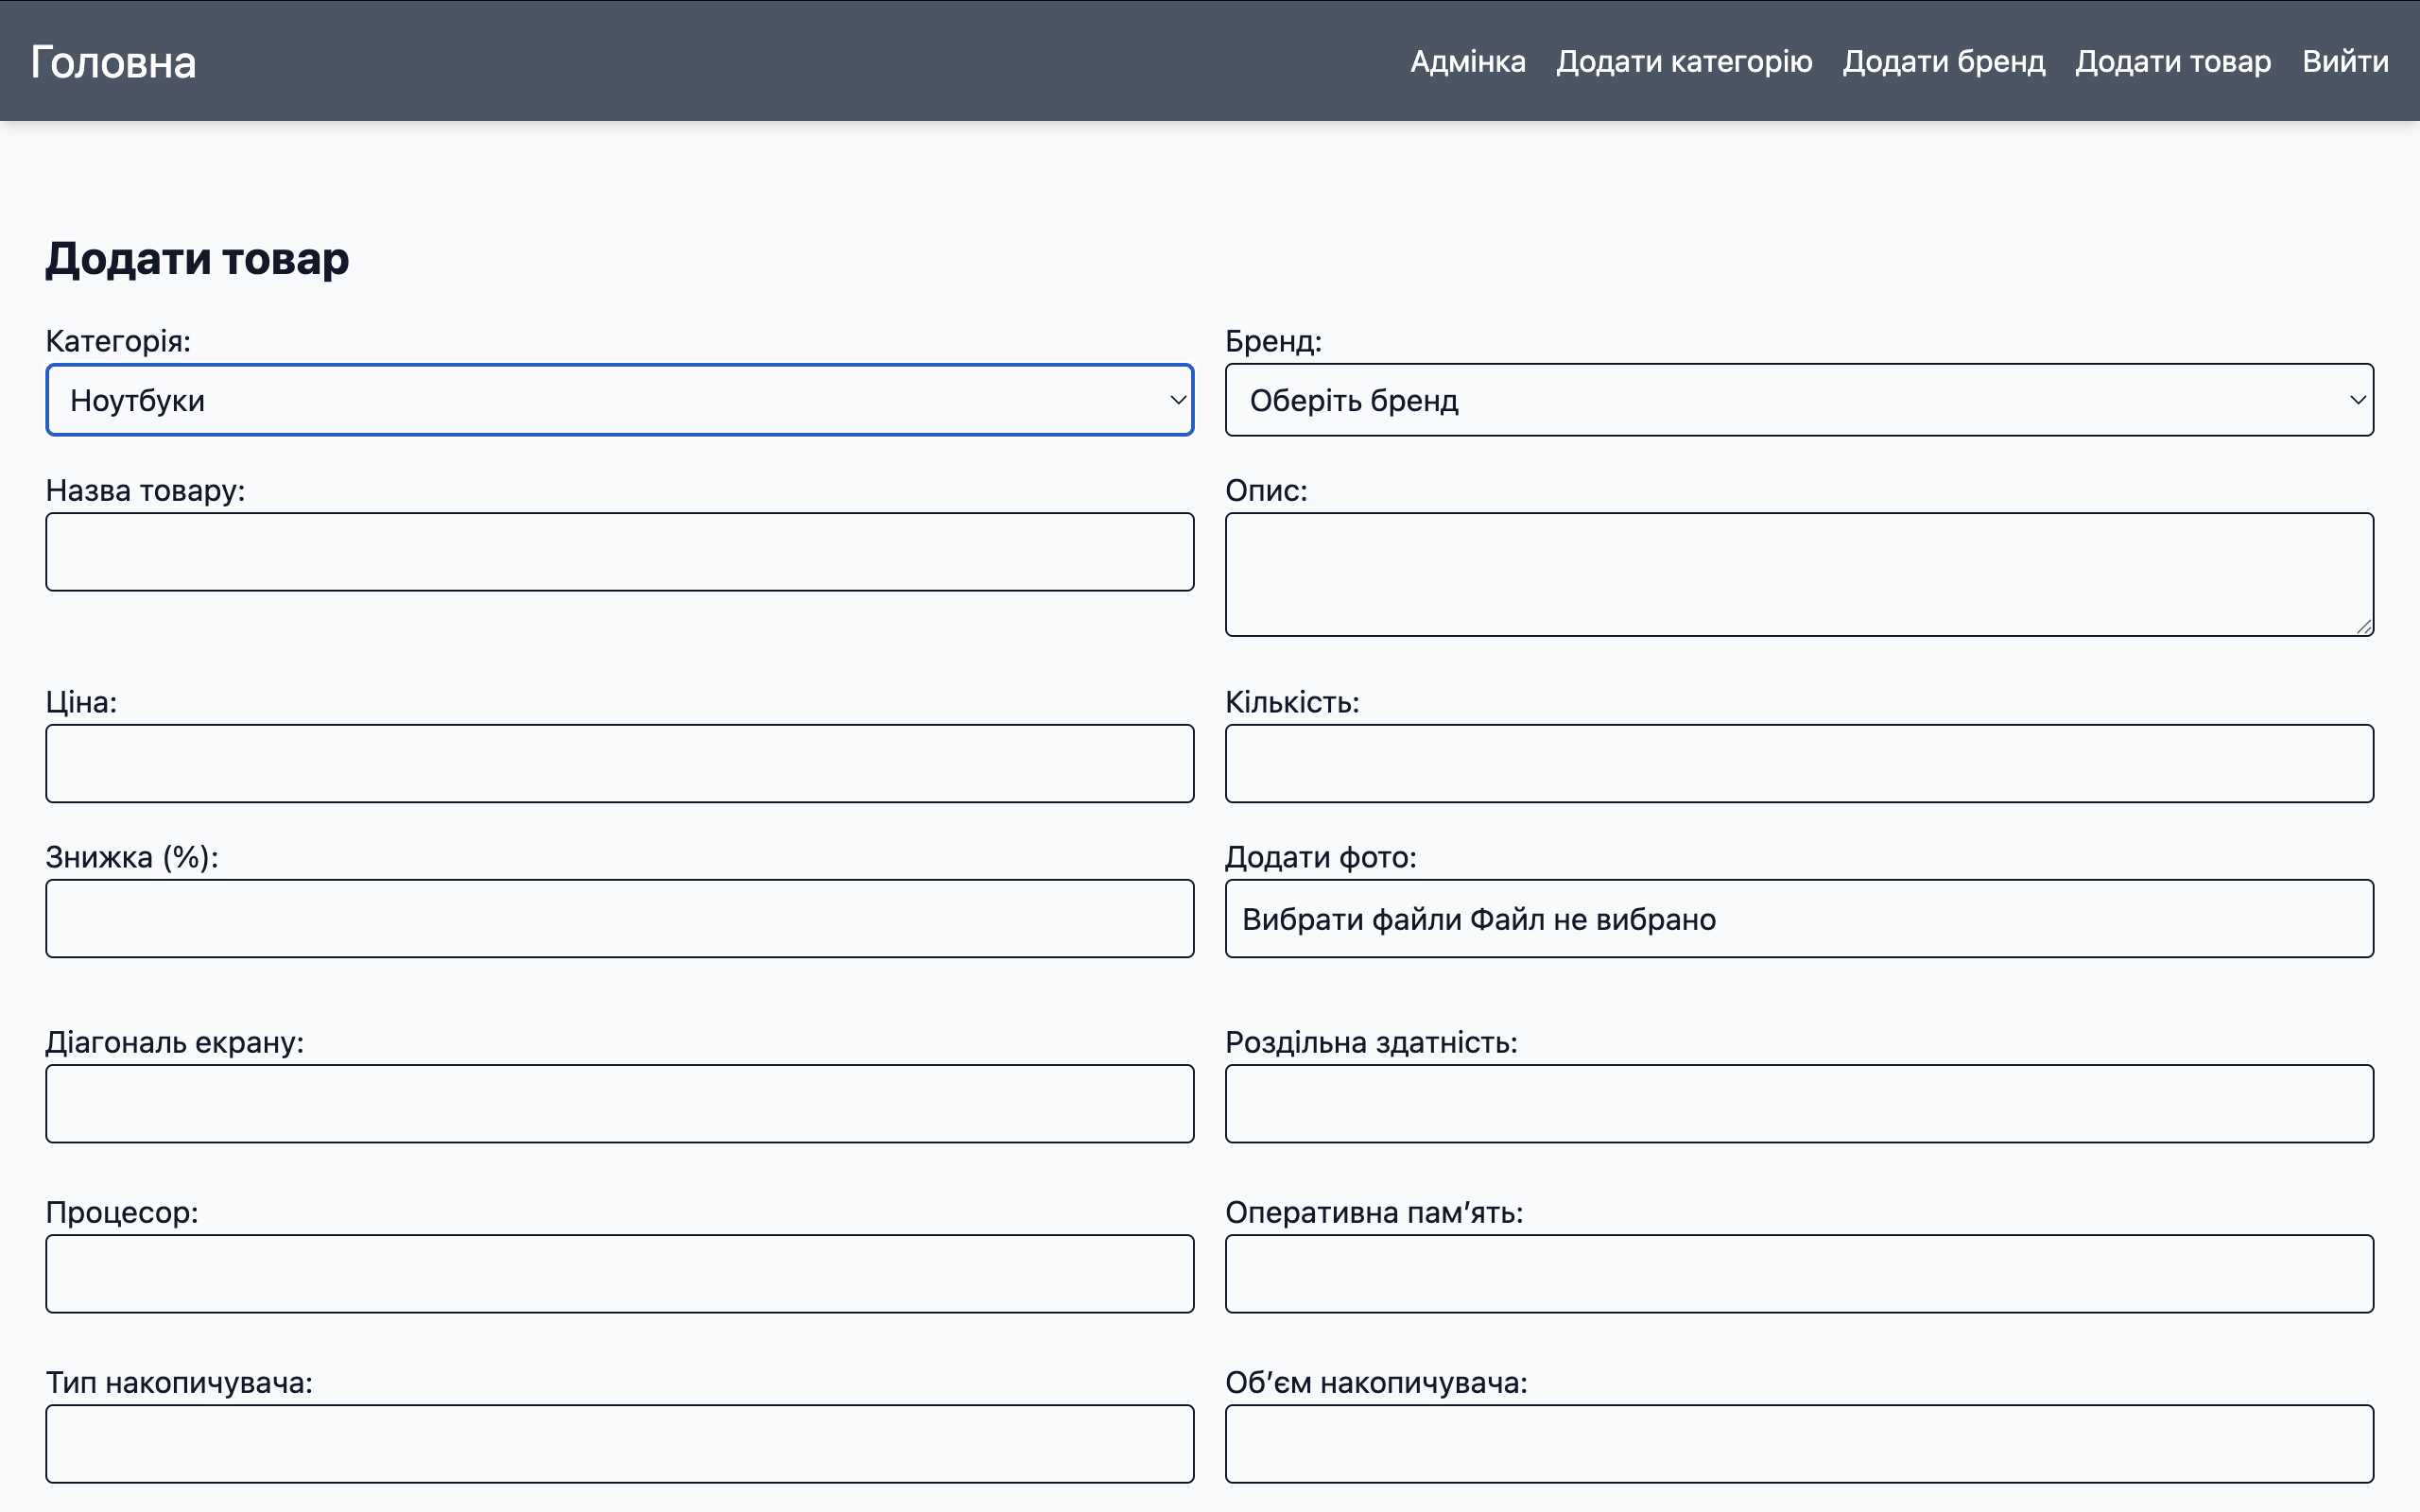 Головна
Адмінка Додати категорію Додати бренд Додати товар Вийти
Додати товар
Категорія: Бренд:
Ноутбуки Оберіть бренд
Назва товару: Опис:
Ціна: Кількість:
Знижка (%): Додати фото:
Вибрати файли Файл не вибрано
Діагональ екрану: Роздільна здатність:
Процесор: Оперативна пам’ять:
Тип накопичувача: Об’єм накопичувача: